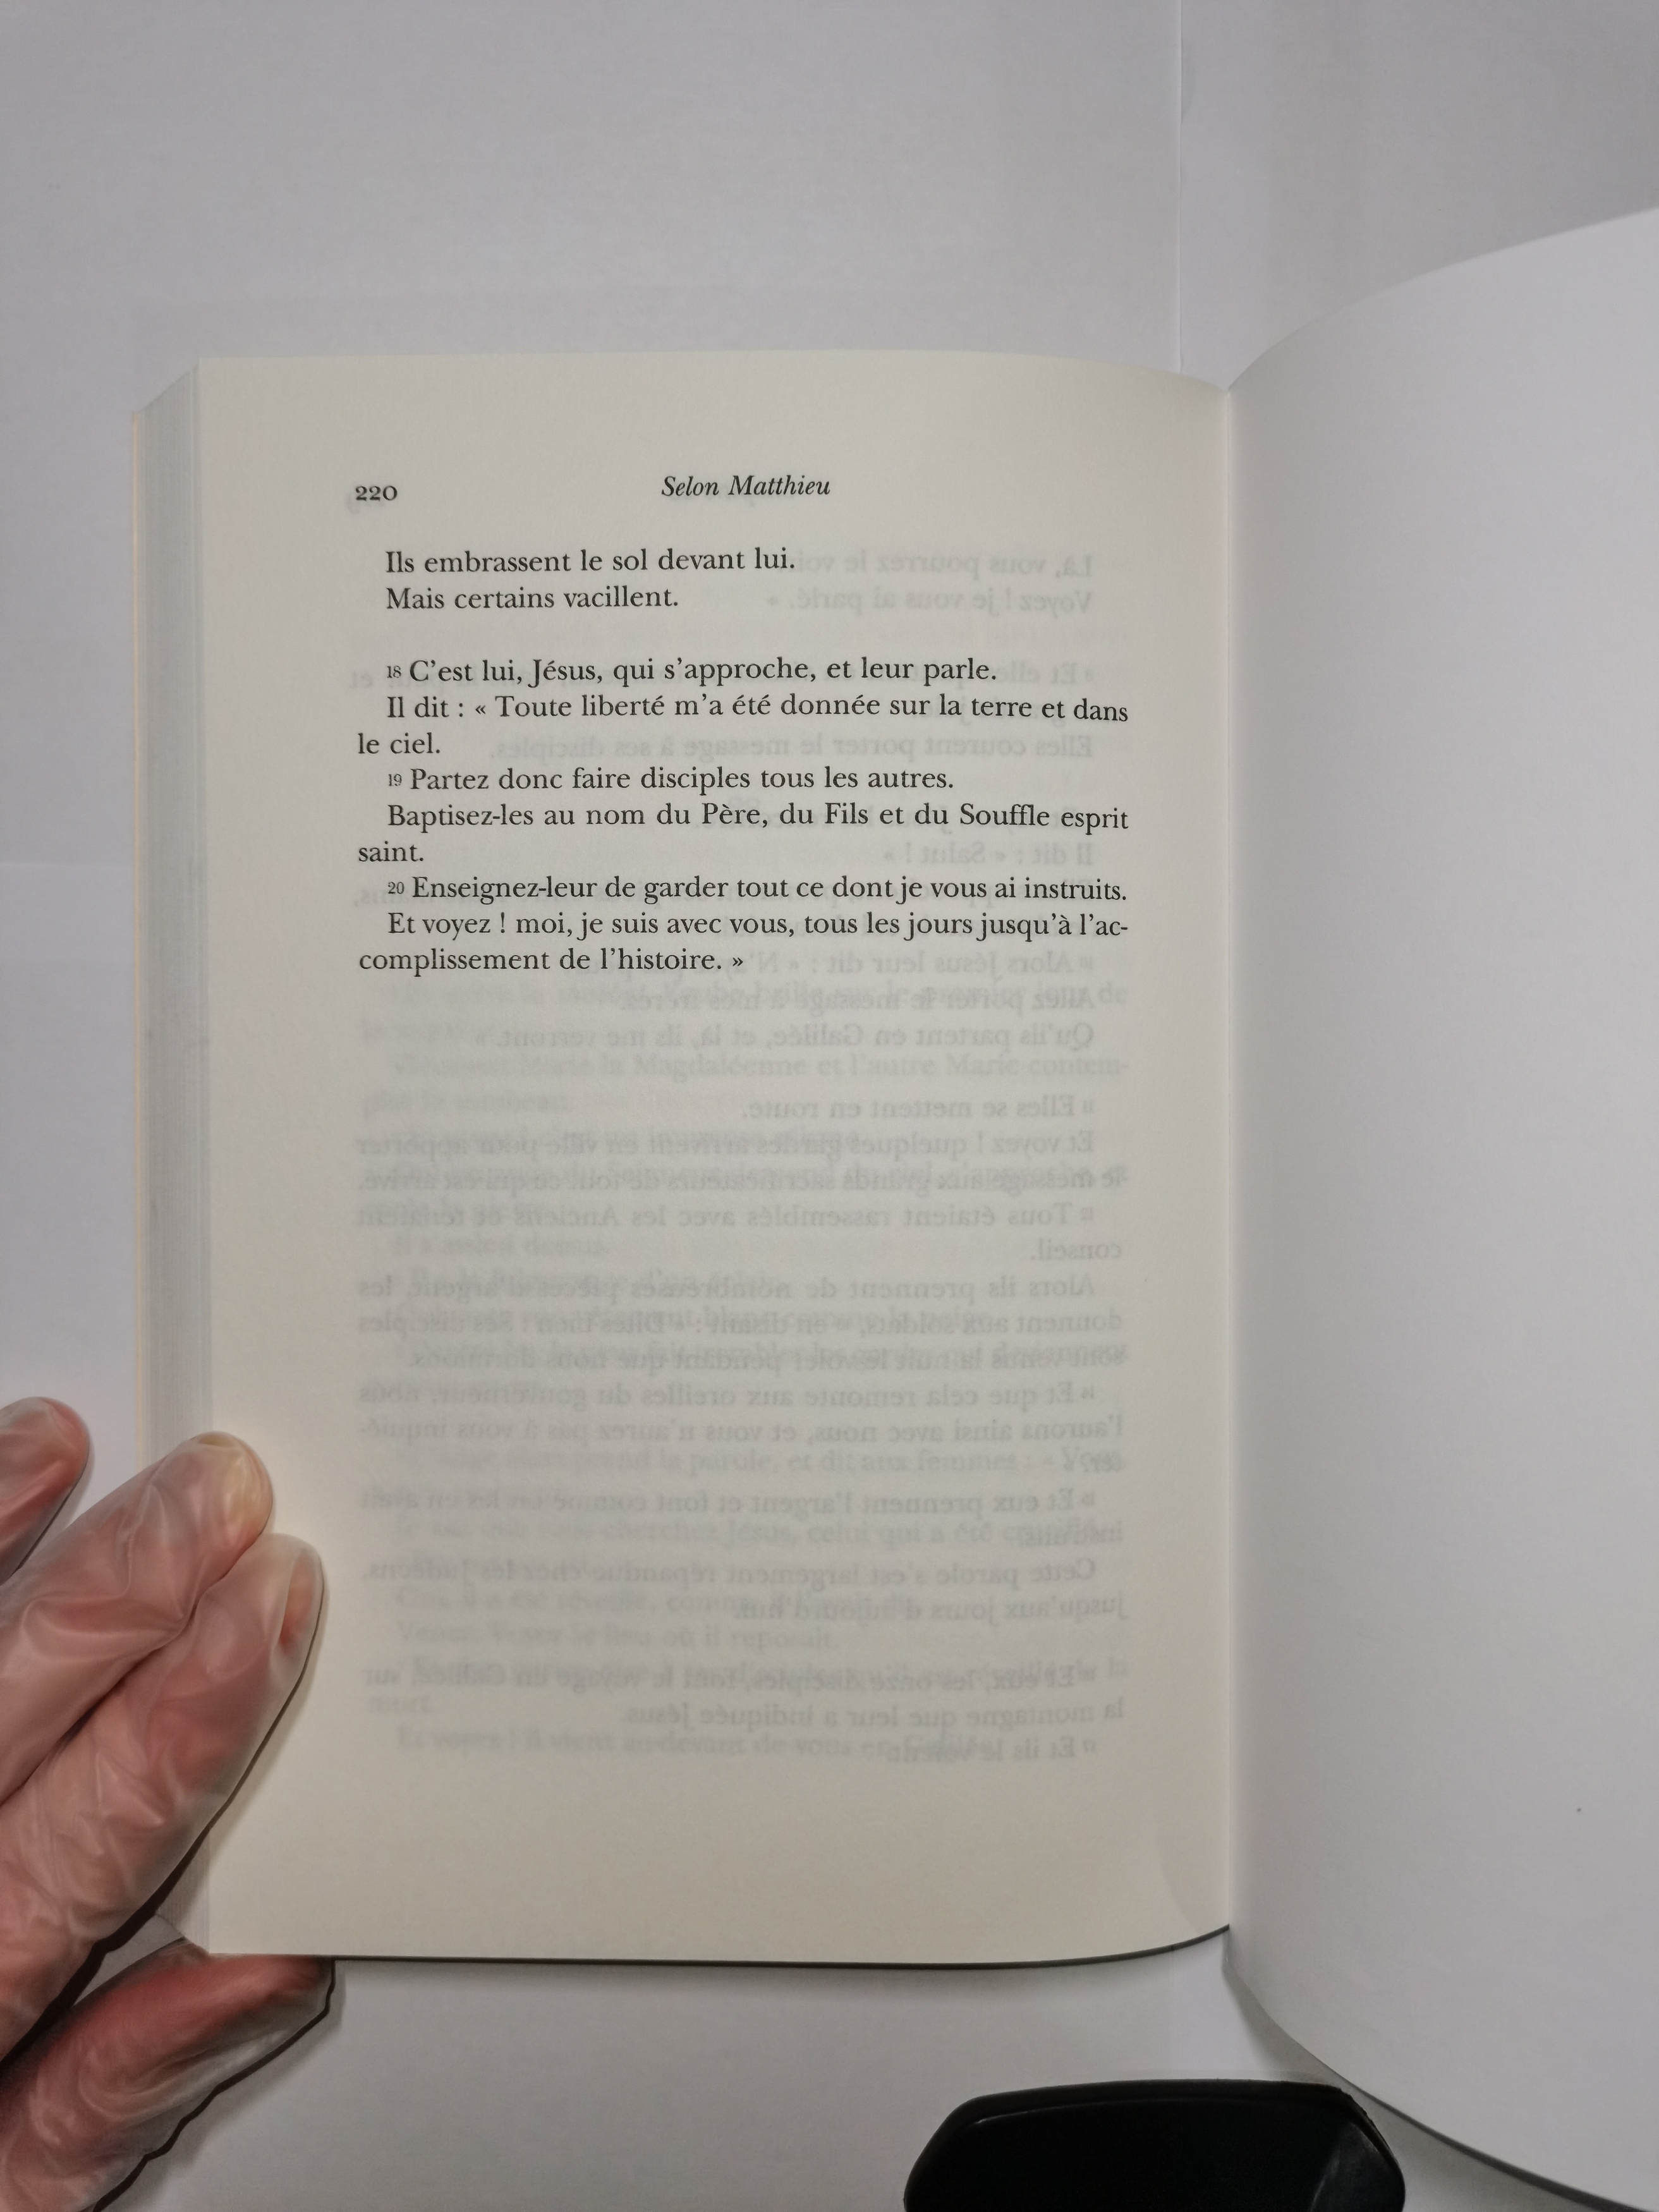 220
Selon Matthieu
Ils embrassent le sol devant lui.
Mais certains vacillent.
18 C’est lui, Jésus, qui s’approche, et leur parle.
Il dit : « Toute liberté m’a été donnée sur la terre et dans
le ciel.
19 Partez donc faire disciples tous les autres.
Baptisez-les au nom du Père, du Fils et du Souffle esprit
saint.
20 Enseignez-leur de garder tout ce dont je vous ai instruits.
Et voyez ! moi, je suis avec vous, tous les jours jusqu’à l’ac-
complissement de l’histoire. »